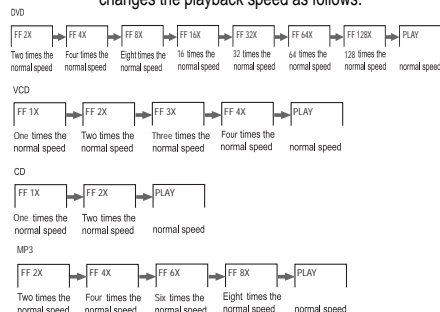 changes the playback speed as follows:
DVD
FF 2X FF 4X FF 8X FF 16X FF 32X FF 64X FF 128X PLAY
Two times the Four times the Eight times the 16 times the 32 times the 64 times the 128 times the
normal speed normal speed normal speed normal speed normal speed normal speed normal speed normal speed
VCD
FF 1X FF 2X FF 3X FF 4X PLAY
One times the Two times the Three times the Four times the
normal speed normal speed normal speed normal speed normal speed
CD
FF 1X FF 2X PLAY
One times the Two times the
normal speed normal speed normal speed
MP3
FF 2X FF 4X FF 6X FF 8X PLAY
Two times the Four times the Six times the Eight times the
normal speed normal speed normal speed normal speed normal speed